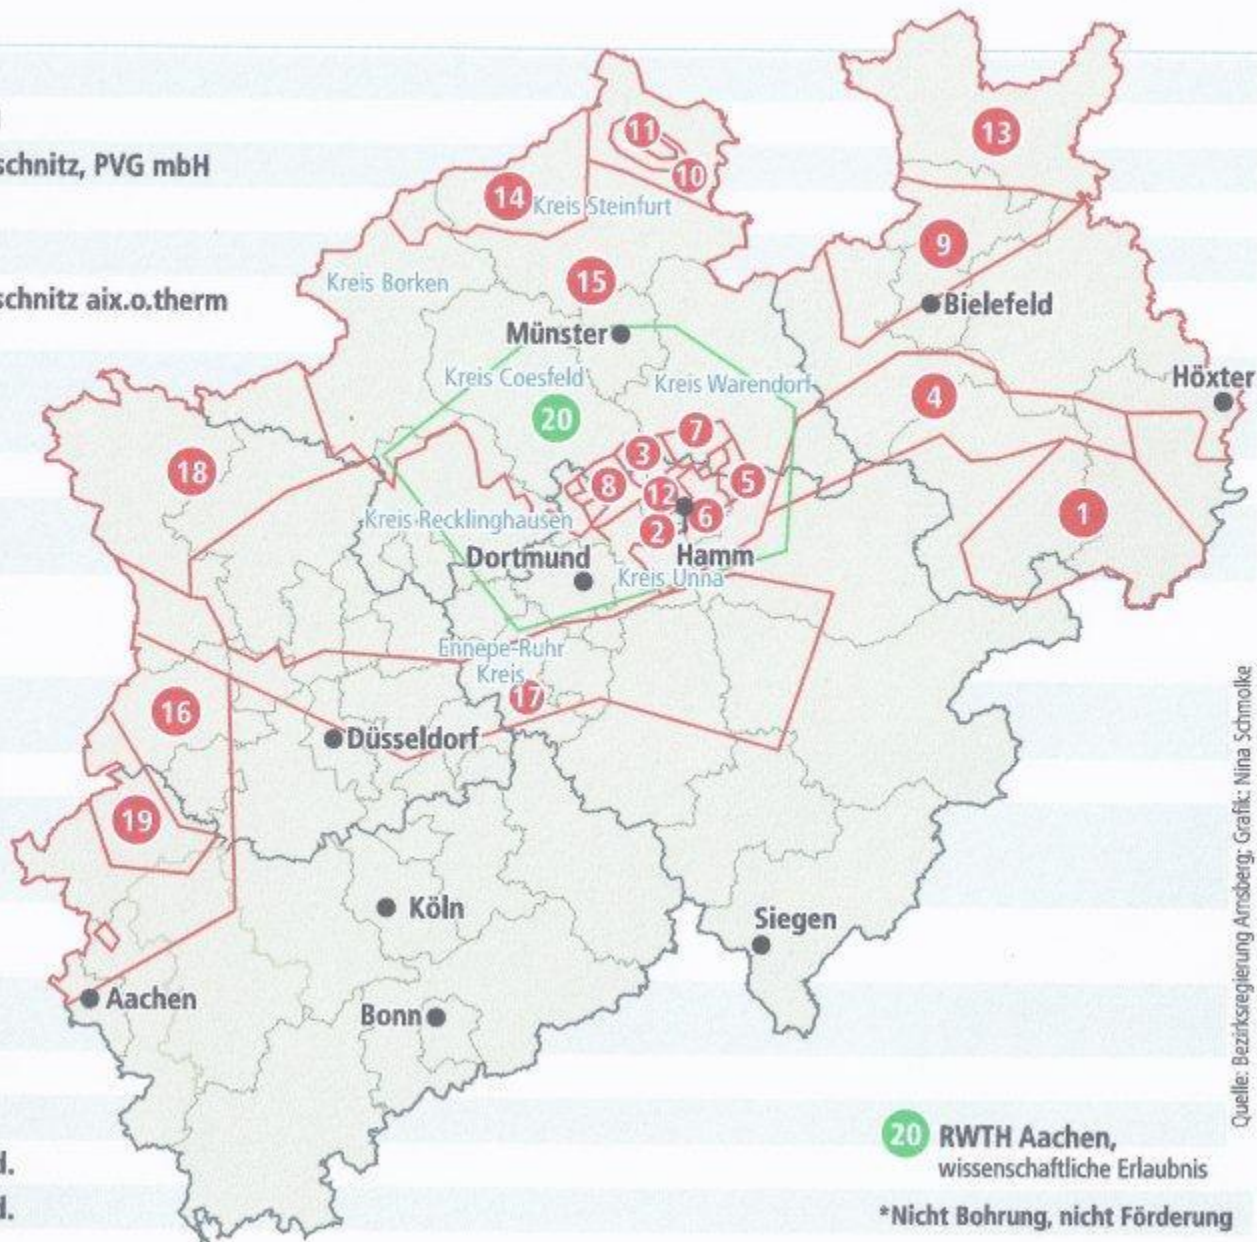 schnitz, PVG mbH
schnitz aix.o.therm
11
13
10
14
Kreis Steinfurt
9
15
Kreis Borken
Bielefeld
Münster
Höxter
Kreis Coesfeld
Kreis Warendorf
4
20
7
3
18
8
5
12
1
6
Kreis Recklinghausen
2
Dortmund
Hamm
Kreis Unna
Ennepe-Ruhr
Kreis
17
16
Düsseldorf
19
Köln
Siegen
Aachen
Bonn
20 RWTH Aachen,
wissenschaftliche Erlaubnis
*Nicht Bohrung, nicht Förderung
d.
d.
Quelle: Bezirksregierung Arnsberg; Grafik: Nina Schmolke